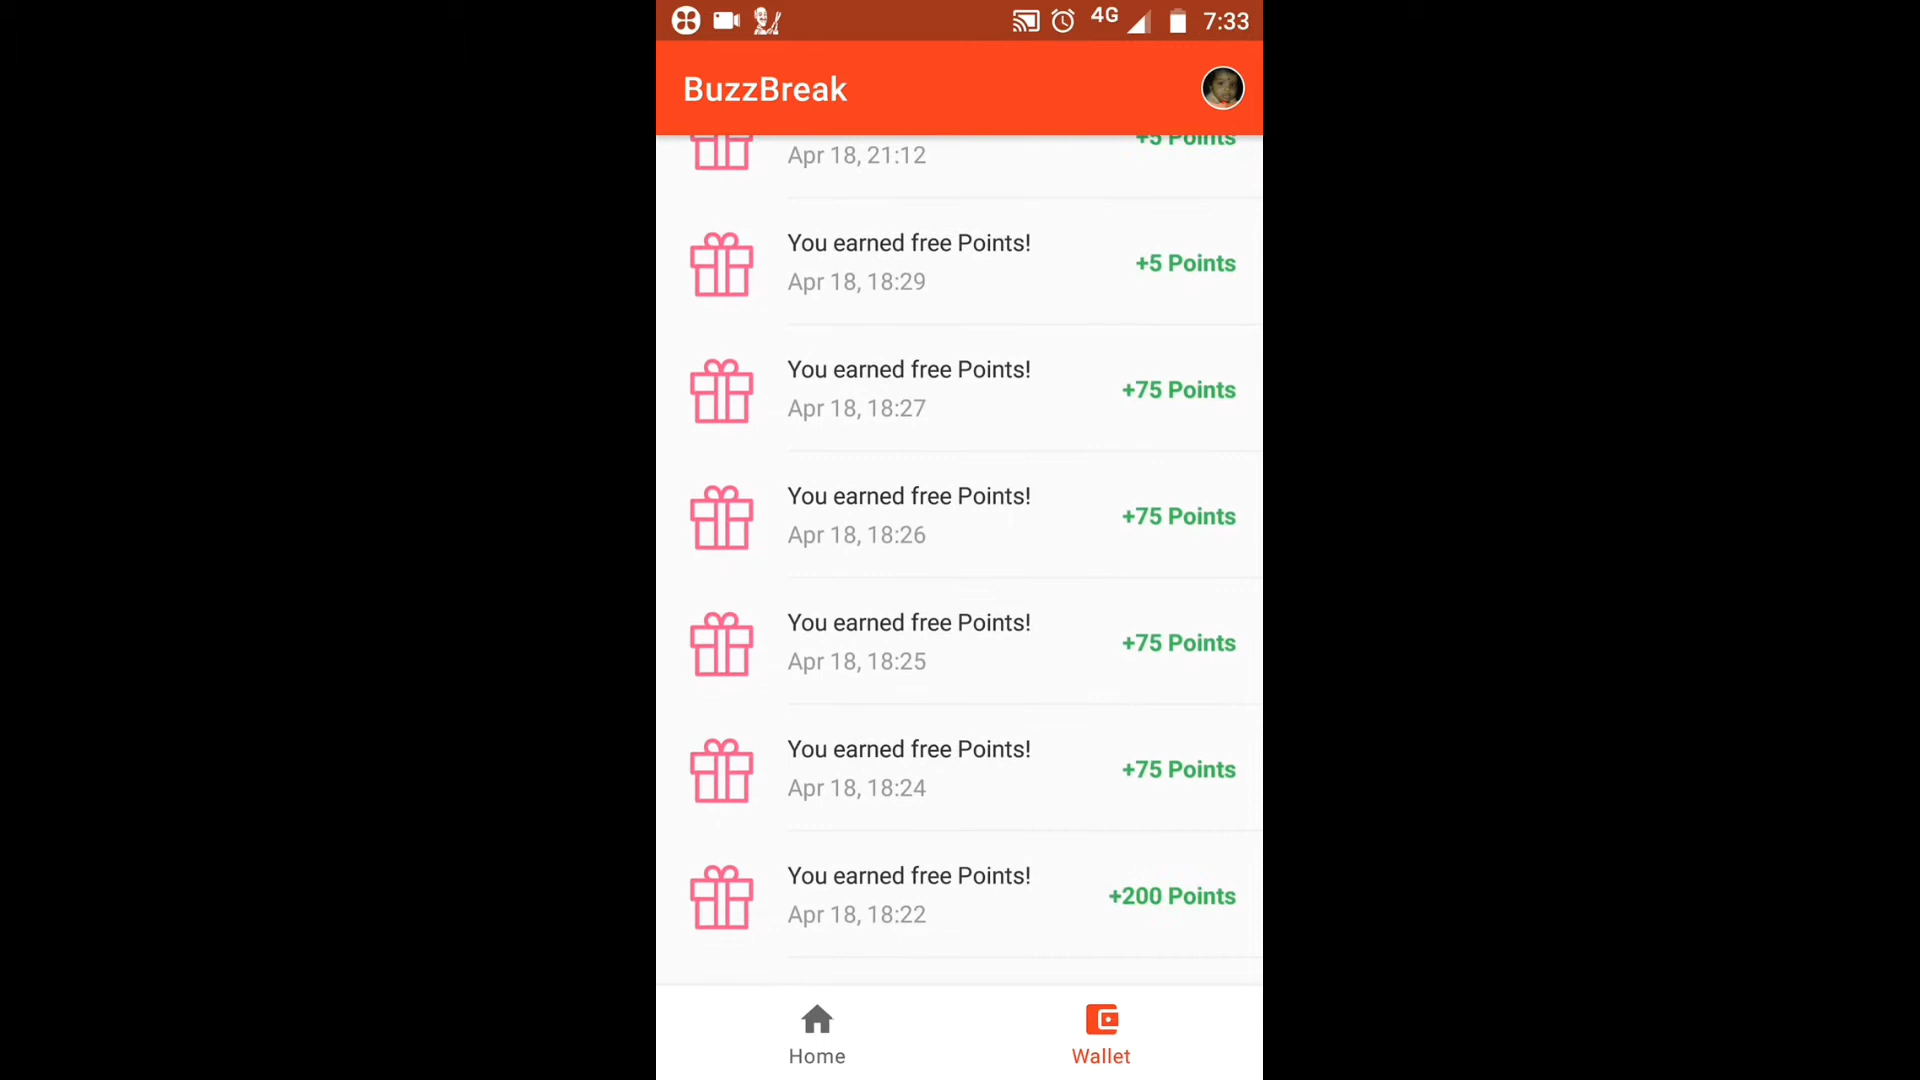 4G 7:33
BuzzBreak
+5 Points
Apr 18, 21:12
You earned free Points!
+5 Points
Apr 18, 18:29
You earned free Points!
+75 Points
Apr 18, 18:27
You earned free Points!
+75 Points
Apr 18, 18:26
You earned free Points!
+75 Points
Apr 18, 18:25
You earned free Points!
+75 Points
Apr 18, 18:24
You earned free Points!
+200 Points
Apr 18, 18:22
Home
Wallet